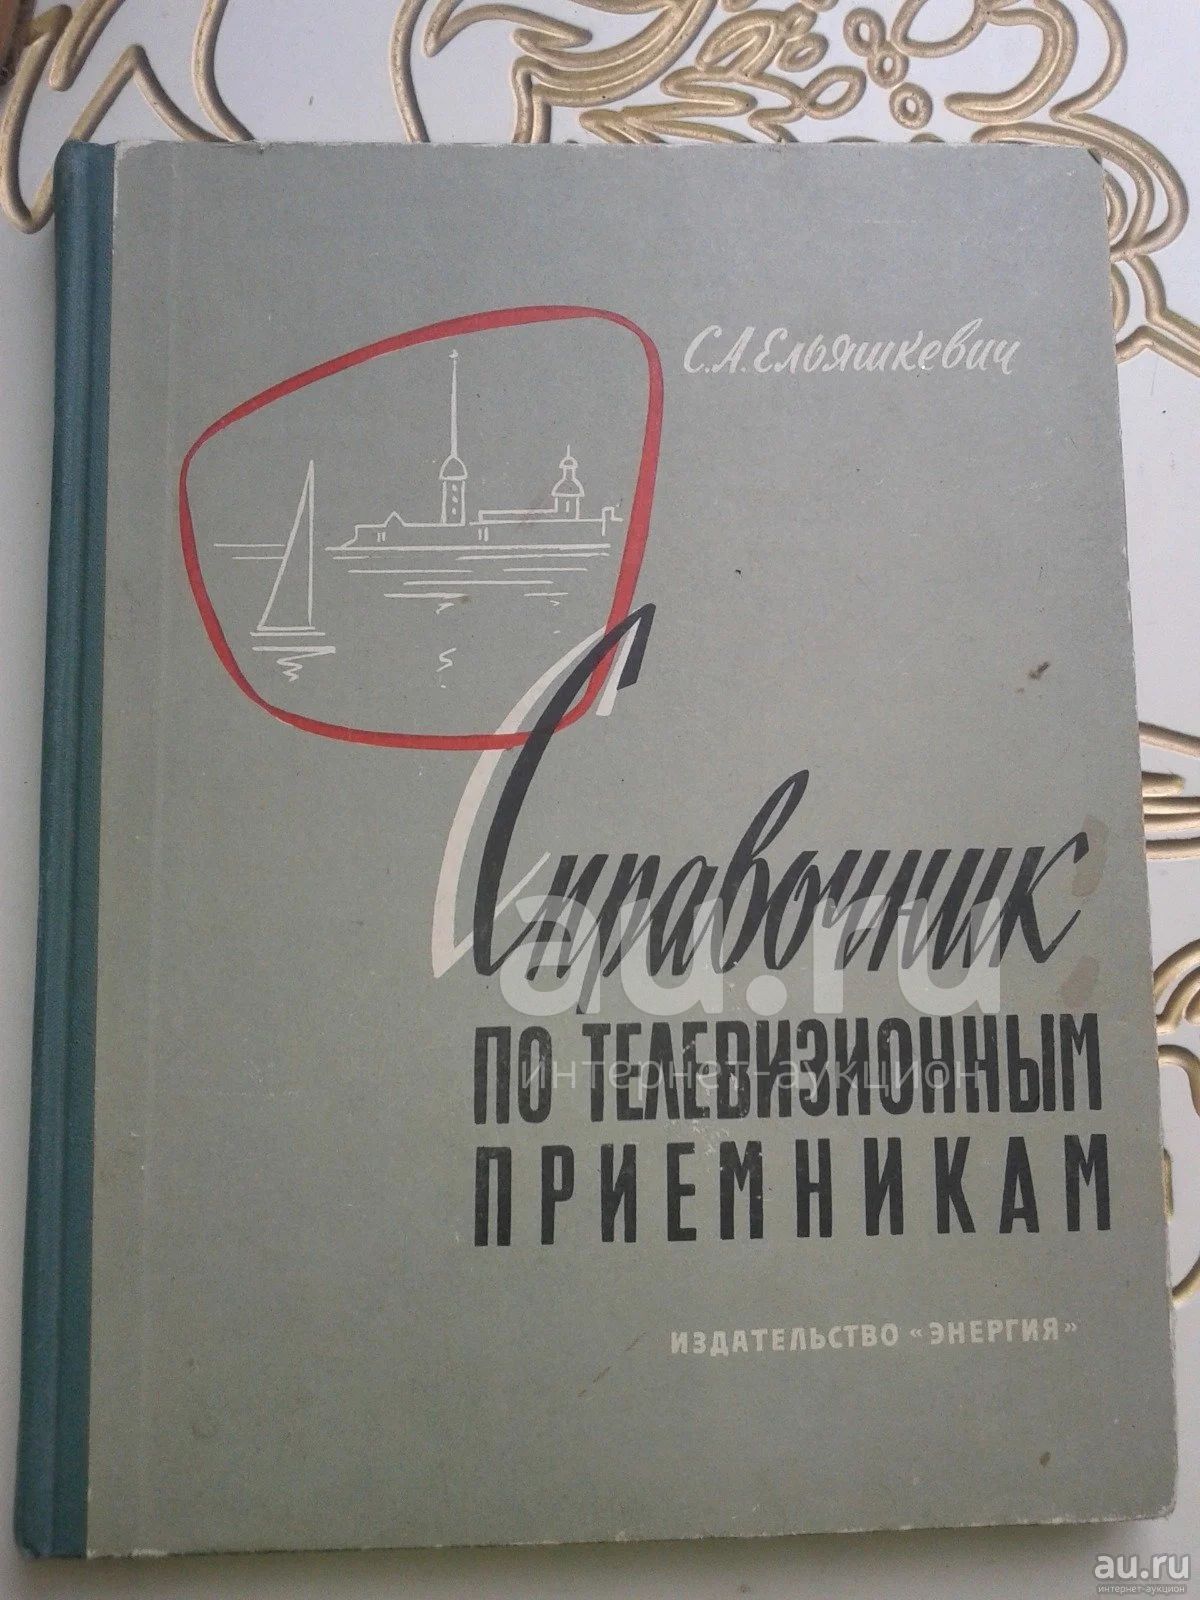 С.А. Ельяшкевич
Справочник
ПО ТЕЛЕВИЗИОННЫМ
ПРИЕМНИКАМ
ИЗДАТЕЛЬСТВО «ЭНЕРГИЯ»
au.ru
интернет-аукцион
au.ru
интернет-аукцион